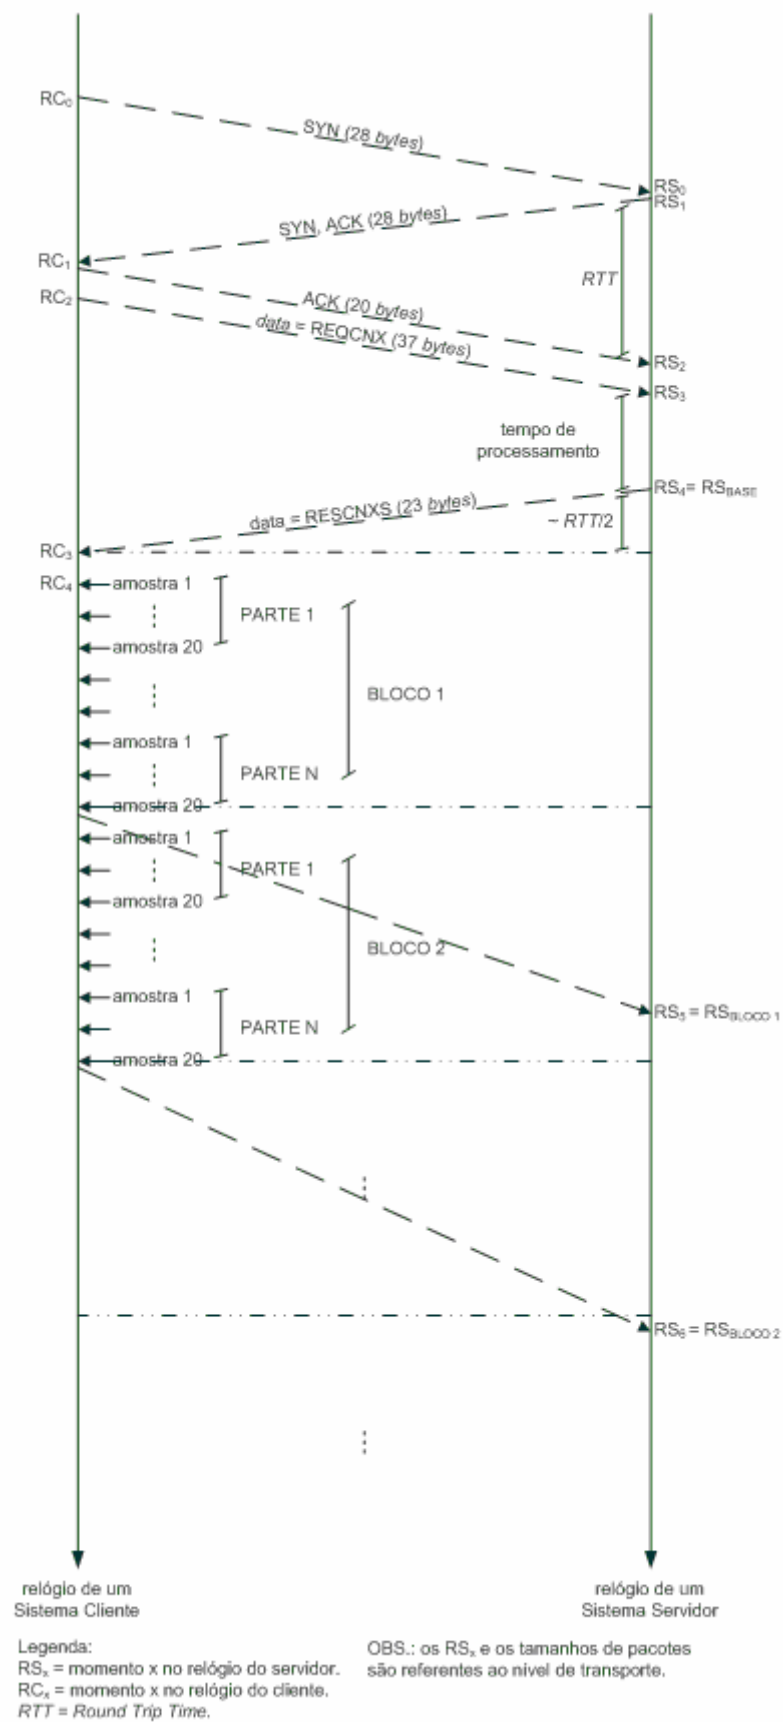 RC₀
SYN (28 bytes)
RS₀
RS₁
SYN, ACK (28 bytes)
RC₁
RTT
RC₂
ACK (20 bytes)
data = REQCNX (37 bytes)
RS₂
RS₃
tempo de
processamento
RS₄= RS_BASE
data = RESCNXS (23 bytes)
~ RTT/2
RC₃
RC₄
amostra 1
PARTE 1
amostra 20
BLOCO 1
amostra 1
PARTE N
amostra 20
amostra 1
PARTE 1
amostra 20
BLOCO 2
amostra 1
RS₅ = RS_BLOCO 1
PARTE N
amostra 20
RS₆ = RS_BLOCO 2
relógio de um
Sistema Cliente
relógio de um
Sistema Servidor
Legenda:
RSₓ = momento x no relógio do servidor.
RCₓ = momento x no relógio do cliente.
RTT = Round Trip Time.
OBS.: os RSₓ e os tamanhos de pacotes
são referentes ao nível de transporte.